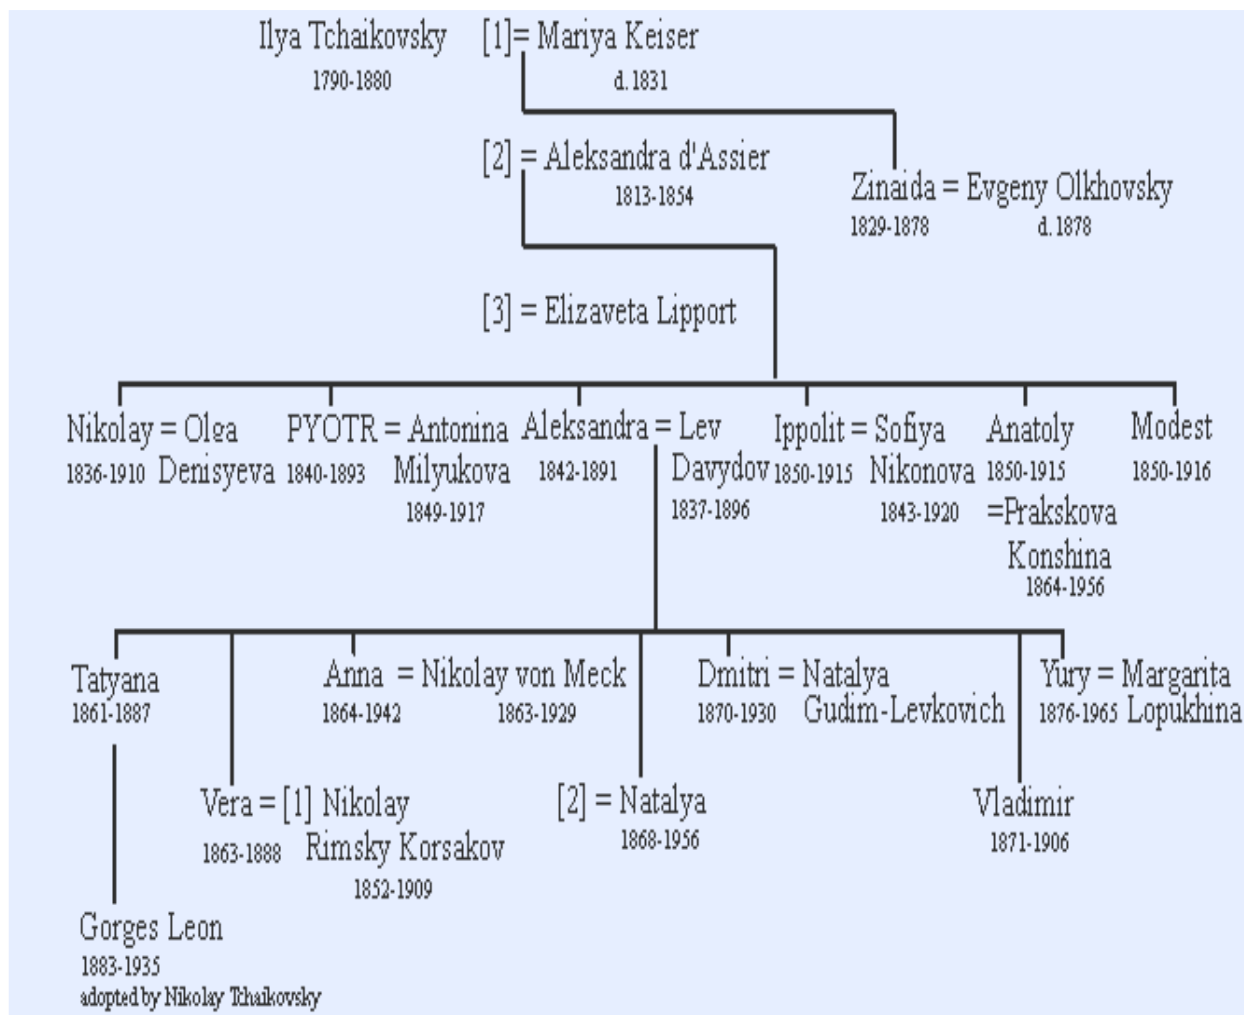 Ilya Tchaikovsky [1]= Mariya Keiser
1790-1880 d. 1831
[2] = Aleksandra d'Assier
1813-1854
Zinaida = Evgeny Olkhovsky
1829-1878 d. 1878
[3] = Elizaveta Lipport
Nikolay = Olga PYOTR = Antonina Aleksandra = Lev Ippolit = Sofiya Anatoly Modest
1836-1910 Denisyeva 1840-1893 Milyukova 1842-1891 Davydov 1850-1915 Nikonova 1850-1915 1850-1916
1849-1917 1837-1896 1843-1920 =Prakskova
Konshina
1864-1956
Tatyana Anna = Nikolay von Meck Dmitri = Natalya Yury = Margarita
1861-1887 1864-1942 1863-1929 1870-1930 Gudim-Levkovich 1876-1965 Lopukhina
Vera = [1] Nikolay [2] = Natalya Vladimir
1863-1888 Rimsky Korsakov 1868-1956 1871-1906
1852-1909
Gorges Leon
1883-1935
adopted by Nikolay Tchaikovsky